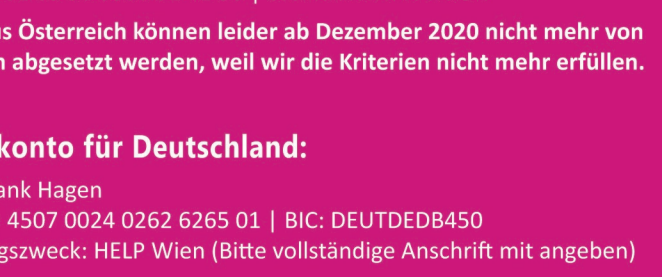 s Österreich können leider ab Dezember 2020 nicht mehr von
abgesetzt werden, weil wir die Kriterien nicht mehr erfüllen.
konto für Deutschland:
ank Hagen
4507 0024 0262 6265 01 | BIC: DEUTDEDB450
gszweck: HELP Wien (Bitte vollständige Anschrift mit angeben)